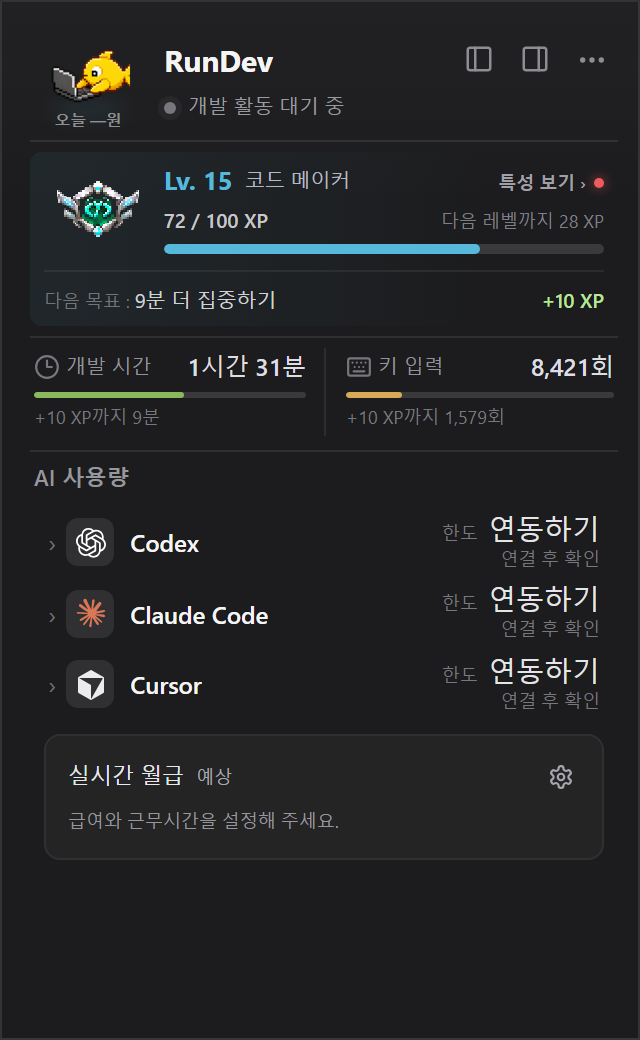 RunDev
개발 활동 대기 중
오늘 —원
Lv. 15 코드 메이커
특성 보기 ›
72 / 100 XP
다음 레벨까지 28 XP
다음 목표 : 9분 더 집중하기
+10 XP
개발 시간 1시간 31분
+10 XP까지 9분
키 입력 8,421회
+10 XP까지 1,579회
AI 사용량
› Codex
한도 연동하기
연결 후 확인
› Claude Code
한도 연동하기
연결 후 확인
› Cursor
한도 연동하기
연결 후 확인
실시간 월급 예상
급여와 근무시간을 설정해 주세요.